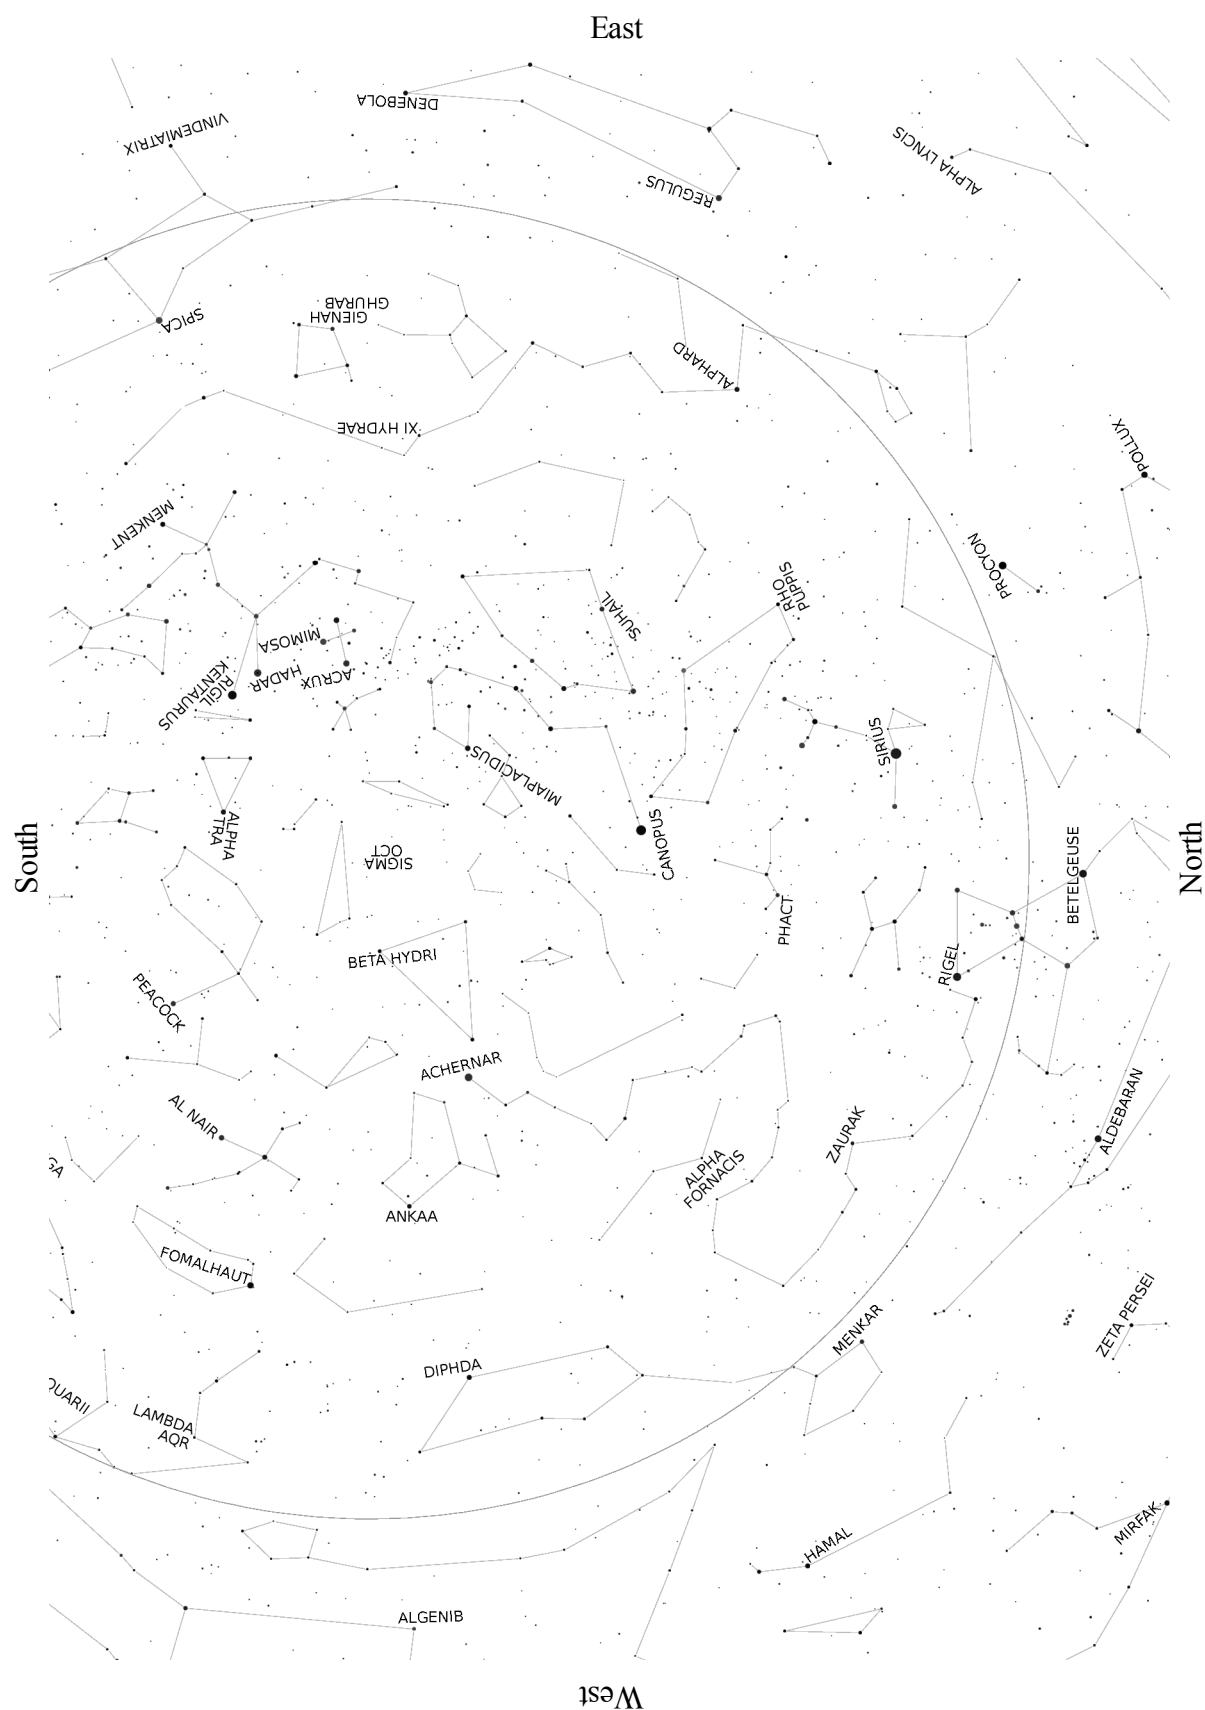 East
DENEBOLA
VINDEMIATRIX
ALPHA LYNCIS
REGULUS
SPICA
GIENAH
GHURAB
ALPHARD
XI HYDRAE
POLLUX
MENKENT
PROCYON
RHO
PUPPIS
SUHAIL
MIMOSA
HADAR
ACRUX
RIGIL
KENTAURUS
SIRIUS
MIAPLACIDUS
ALPHA
TRA
SIGMA
OCT
CANOPUS
South
North
BETELGEUSE
PHACT
BETA HYDRI
RIGEL
PEACOCK
ACHERNAR
AL NAIR
ALDEBARAN
ZAURAK
GA
ALPHA
FORNACIS
ANKAA
FOMALHAUT
ZETA PERSEI
MENKAR
DIPHDA
QUARII
LAMBDA
AQR
HAMAL
MIRFAK
ALGENIB
West